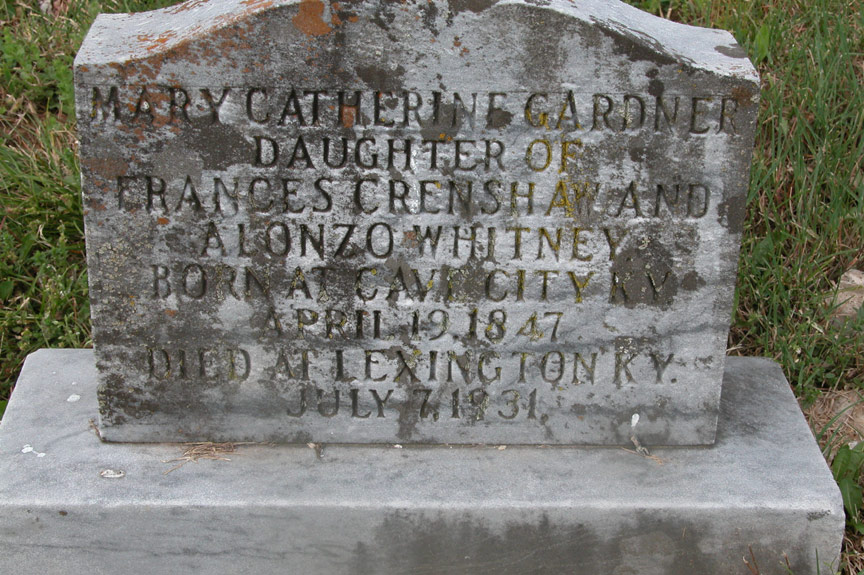 MARY CATHERINE GARDNER
DAUGHTER OF
FRANCES CRENSHAW AND
ALONZO WHITNEY.
BORN AT CAVE CITY KY
APRIL 19, 1847
DIED AT LEXINGTON KY.
JULY 7, 1931.